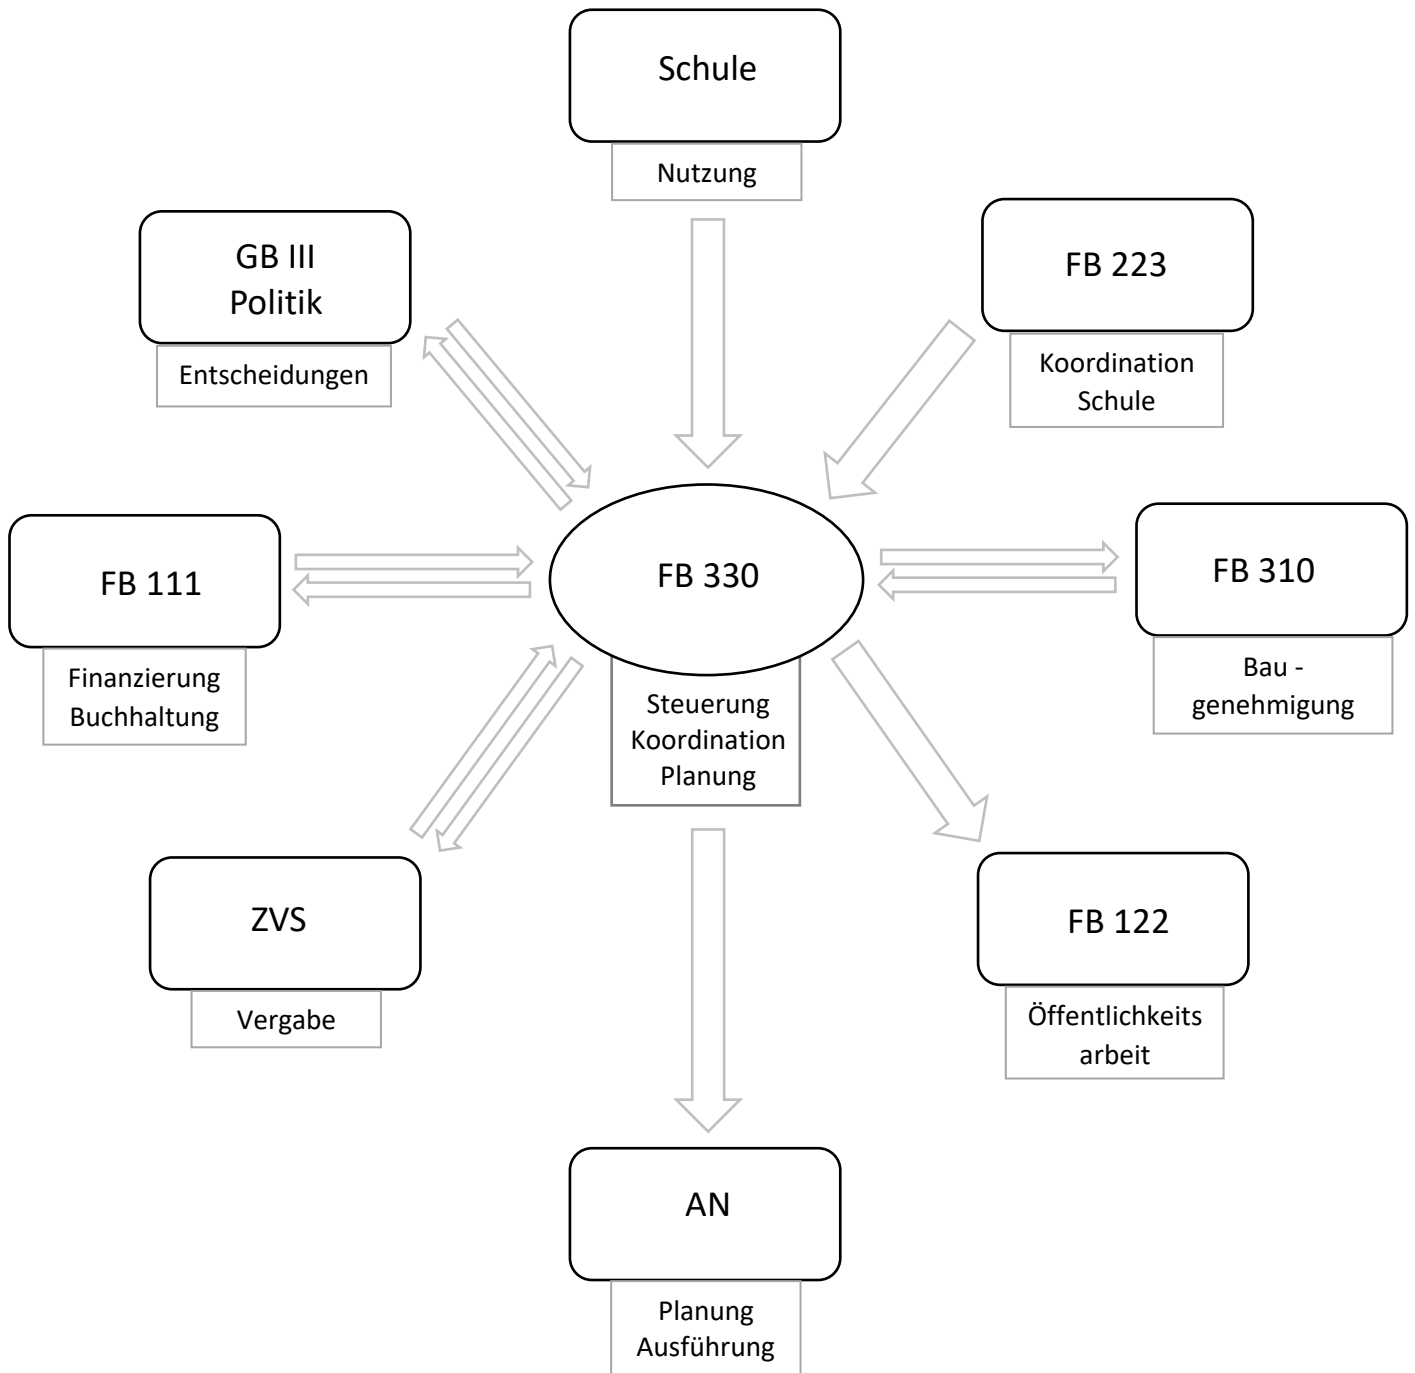 Schule
Nutzung
GB III
Politik
Entscheidungen
FB 223
Koordination
Schule
FB 111
Finanzierung
Buchhaltung
FB 330
Steuerung
Koordination
Planung
FB 310
Bau -
genehmigung
ZVS
Vergabe
FB 122
Öffentlichkeits
arbeit
AN
Planung
Ausführung